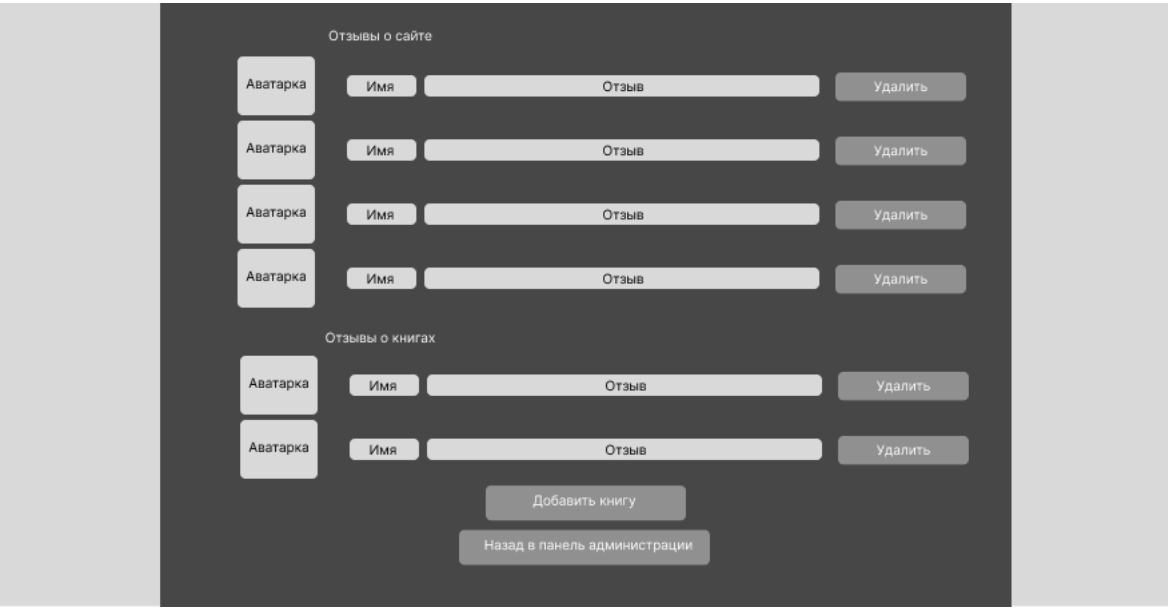 Отзывы о сайте
Аватарка Имя Отзыв Удалить
Аватарка Имя Отзыв Удалить
Аватарка Имя Отзыв Удалить
Аватарка Имя Отзыв Удалить
Отзывы о книгах
Аватарка Имя Отзыв Удалить
Аватарка Имя Отзыв Удалить
Добавить книгу
Назад в панель администрации